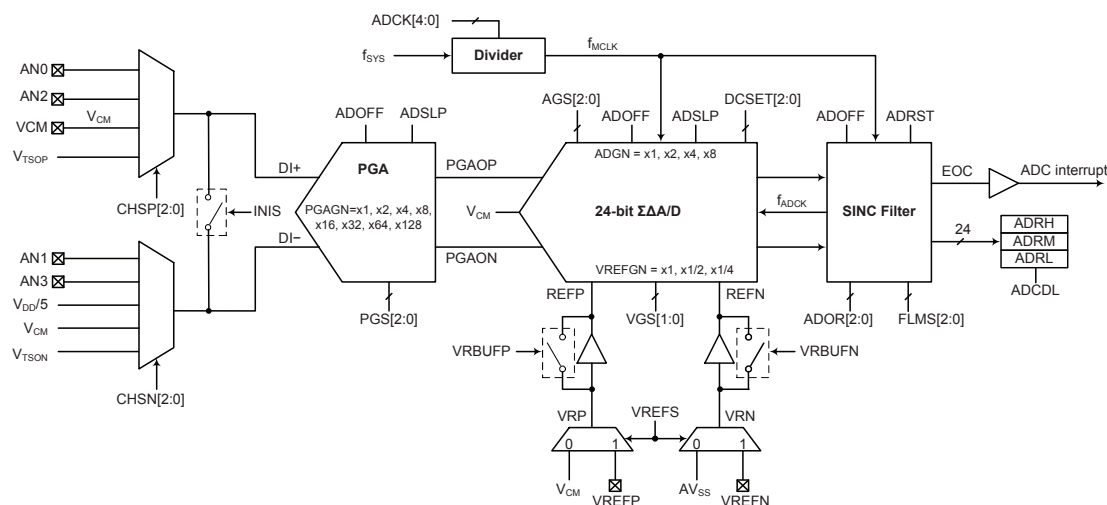 ADCK[4:0]
fSYS
Divider
fMCLK
AN0
AN2
VCM
VCM
VTSOP
CHSP[2:0]
INIS
AN1
AN3
VDD/5
VCM
VTSON
CHSN[2:0]
DI+
DI−
ADOFF
ADSLP
PGA
PGAGN=x1, x2, x4, x8,
x16, x32, x64, x128
PGS[2:0]
PGAOP
VCM
PGAON
AGS[2:0]
ADOFF
ADSLP
DCSET[2:0]
ADGN = x1, x2, x4, x8
24-bit ΣΔA/D
VREFGN = x1, x1/2, x1/4
REFP
VGS[1:0]
REFN
fADCK
ADOFF
ADRST
SINC Filter
ADOR[2:0]
FLMS[2:0]
EOC
ADC interrupt
24
ADRH
ADRM
ADRL
ADCDL
VRBUFP
VRBUFN
VRP
VREFS
VRN
0
1
0
1
VCM
VREFP
AVSS
VREFN